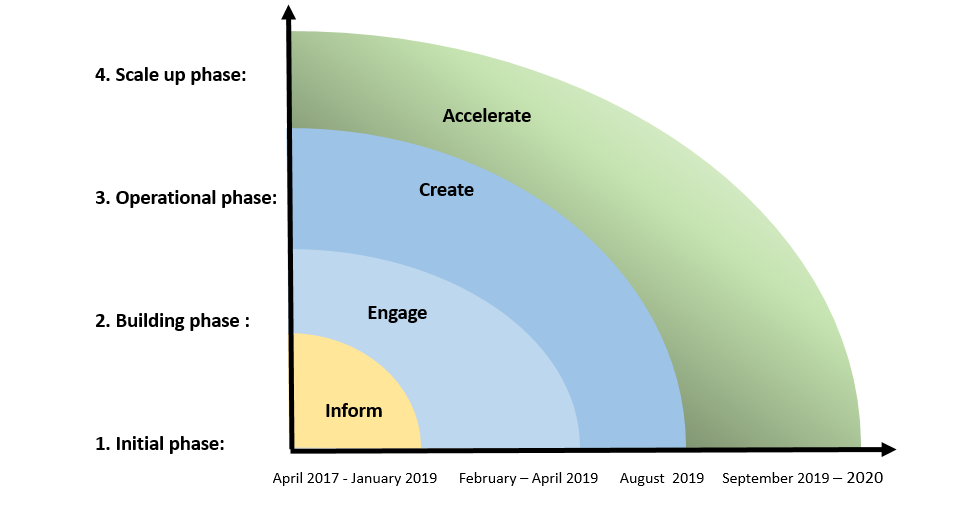 4. Scale up phase:
Accelerate
3. Operational phase:
Create
2. Building phase :
Engage
Inform
1. Initial phase:
April 2017 - January 2019
February – April 2019
August 2019
September 2019 – 2020